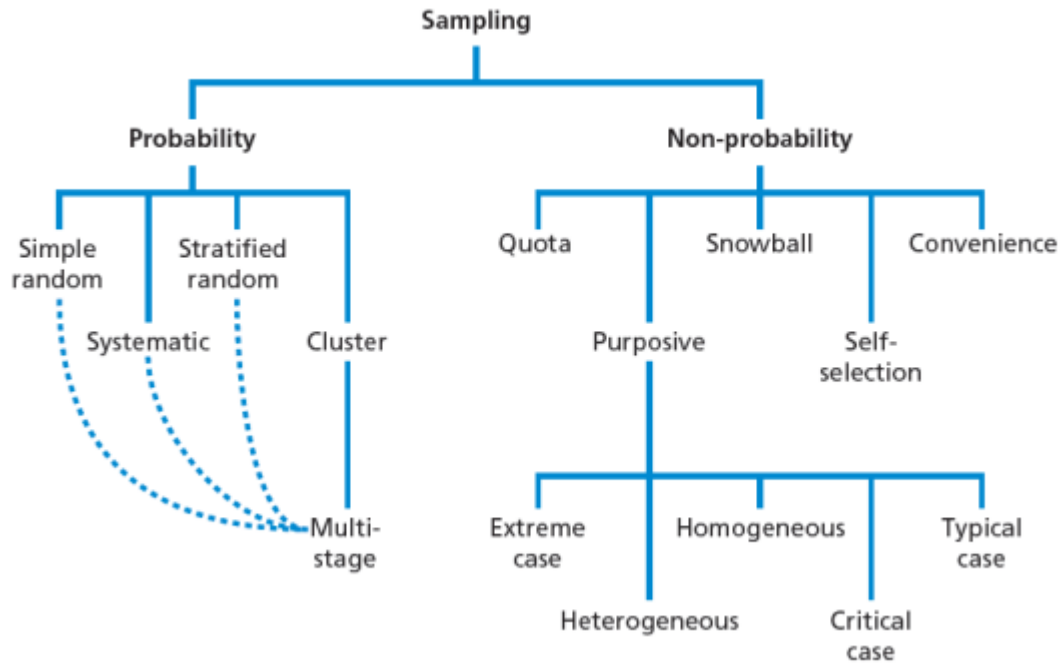 Sampling
Probability
Non-probability
Simple
random
Stratified
random
Quota
Snowball
Convenience
Systematic
Cluster
Purposive
Self-
selection
Multi-
stage
Extreme
case
Homogeneous
Typical
case
Heterogeneous
Critical
case